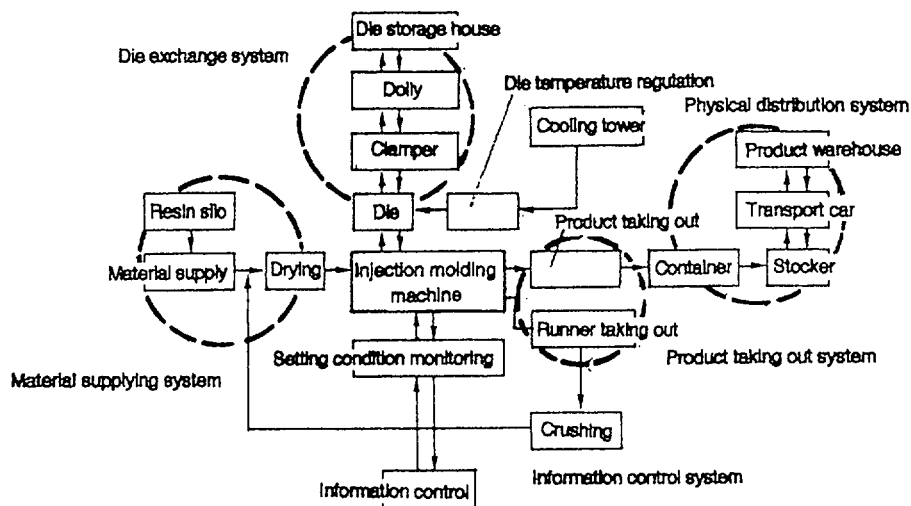 Die storage house
Die exchange system
Dolly
Die temperature regulation
Physical distribution system
Cooling tower
Clamper
Product warehouse
Resin silo
Die
Product taking out
Transport car
Material supply
Drying
Injection molding
machine
Container
Stocker
Runner taking out
Setting condition monitoring
Product taking out system
Material supplying system
Crushing
Information control system
Information control